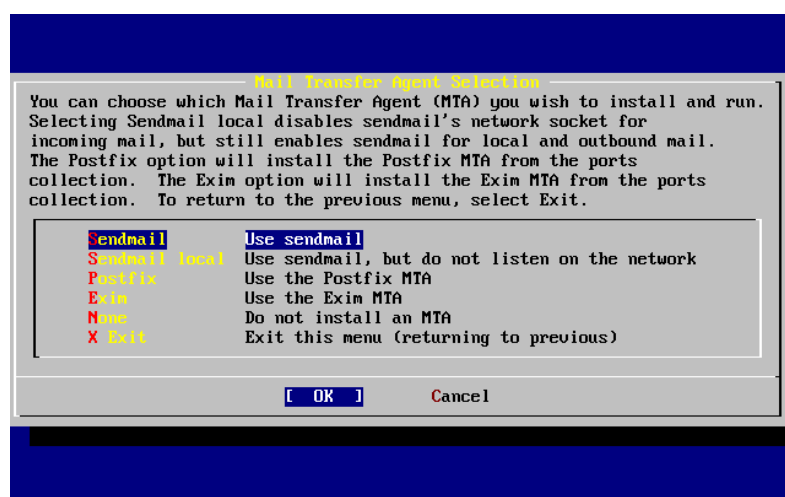 Mail Transfer Agent Selection
You can choose which Mail Transfer Agent (MTA) you wish to install and run.
Selecting Sendmail local disables sendmail's network socket for
incoming mail, but still enables sendmail for local and outbound mail.
The Postfix option will install the Postfix MTA from the ports
collection.  The Exim option will install the Exim MTA from the ports
collection.  To return to the previous menu, select Exit.
Sendmail Use sendmail
Sendmail local Use sendmail, but do not listen on the network
Postfix Use the Postfix MTA
Exim Use the Exim MTA
None Do not install an MTA
X Exit Exit this menu (returning to previous)
[ OK ] Cancel